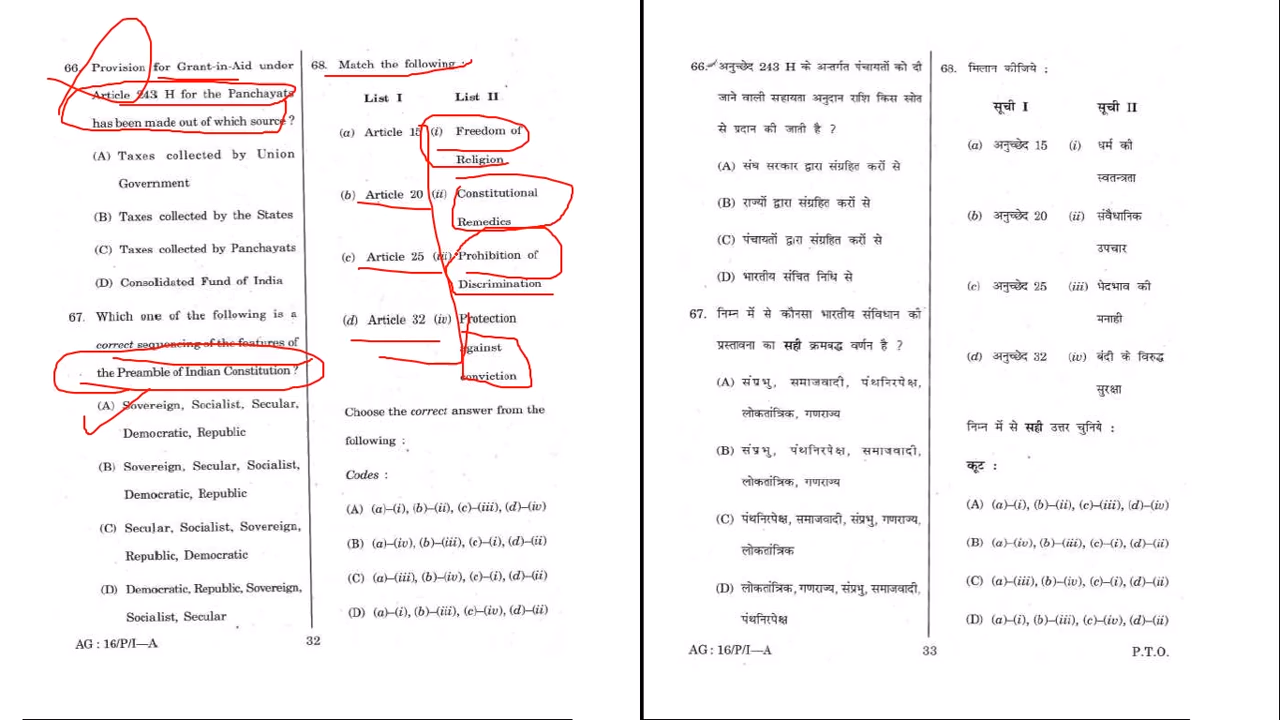 66. Provision for Grant-in-Aid under
Article 243 H for the Panchayats
has been made out of which source ?
(A) Taxes collected by Union
Government
(B) Taxes collected by the States
(C) Taxes collected by Panchayats
(D) Consolidated Fund of India
67. Which one of the following is a
correct sequencing of the features of
the Preamble of Indian Constitution ?
(A) Sovereign, Socialist, Secular,
Democratic, Republic
(B) Sovereign, Secular, Socialist,
Democratic, Republic
(C) Secular, Socialist, Sovereign,
Republic, Democratic
(D) Democratic, Republic, Sovereign,
Socialist, Secular
AG : 16/P/I—A
68. Match the following :
List I List II
(a) Article 15 (i) Freedom of
Religion
(b) Article 20 (ii) Constitutional
Remedics
(c) Article 25 (iii) Prohibition of
Discrimination
(d) Article 32 (iv) Protection
against
conviction
Choose the correct answer from the
following :
Codes :
(A) (a)–(i), (b)–(ii), (c)–(iii), (d)–(iv)
(B) (a)–(iv), (b)–(iii), (c)–(i), (d)–(ii)
(C) (a)–(iii), (b)–(iv), (c)–(i), (d)–(ii)
(D) (a)–(i), (b)–(iii), (c)–(iv), (d)–(ii)
32
66. अनुच्छेद 243 H के अन्तर्गत पंचायतों को दी
जाने वाली सहायता अनुदान राशि किस स्रोत
से प्रदान की जाती है ?
(A) संघ सरकार द्वारा संग्रहित करों से
(B) राज्यों द्वारा संग्रहित करों से
(C) पंचायतों द्वारा संग्रहित करों से
(D) भारतीय संचित निधि से
67. निम्न में से कौनसा भारतीय संविधान की
प्रस्तावना का सही क्रमबद्ध वर्णन है ?
(A) संप्रभु, समाजवादी, पंथनिरपेक्ष,
लोकतांत्रिक, गणराज्य
(B) संप्रभु, पंथनिरपेक्ष, समाजवादी,
लोकतांत्रिक, गणराज्य
(C) पंथनिरपेक्ष, समाजवादी, संप्रभु, गणराज्य,
लोकतांत्रिक
(D) लोकतांत्रिक, गणराज्य, संप्रभु, समाजवादी,
पंथनिरपेक्ष
AG : 16/P/I—A
68. मिलान कीजिये :
सूची I सूची II
(a) अनुच्छेद 15 (i) धर्म की
स्वतन्त्रता
(b) अनुच्छेद 20 (ii) संवैधानिक
उपचार
(c) अनुच्छेद 25 (iii) भेदभाव की
मनाही
(d) अनुच्छेद 32 (iv) बंदी के विरुद्ध
सुरक्षा
निम्न में से सही उत्तर चुनिये :
कूट :
(A) (a)–(i), (b)–(ii), (c)–(iii), (d)–(iv)
(B) (a)–(iv), (b)–(iii), (c)–(i), (d)–(ii)
(C) (a)–(iii), (b)–(iv), (c)–(i), (d)–(ii)
(D) (a)–(i), (b)–(iii), (c)–(iv), (d)–(ii)
33 P.T.O.